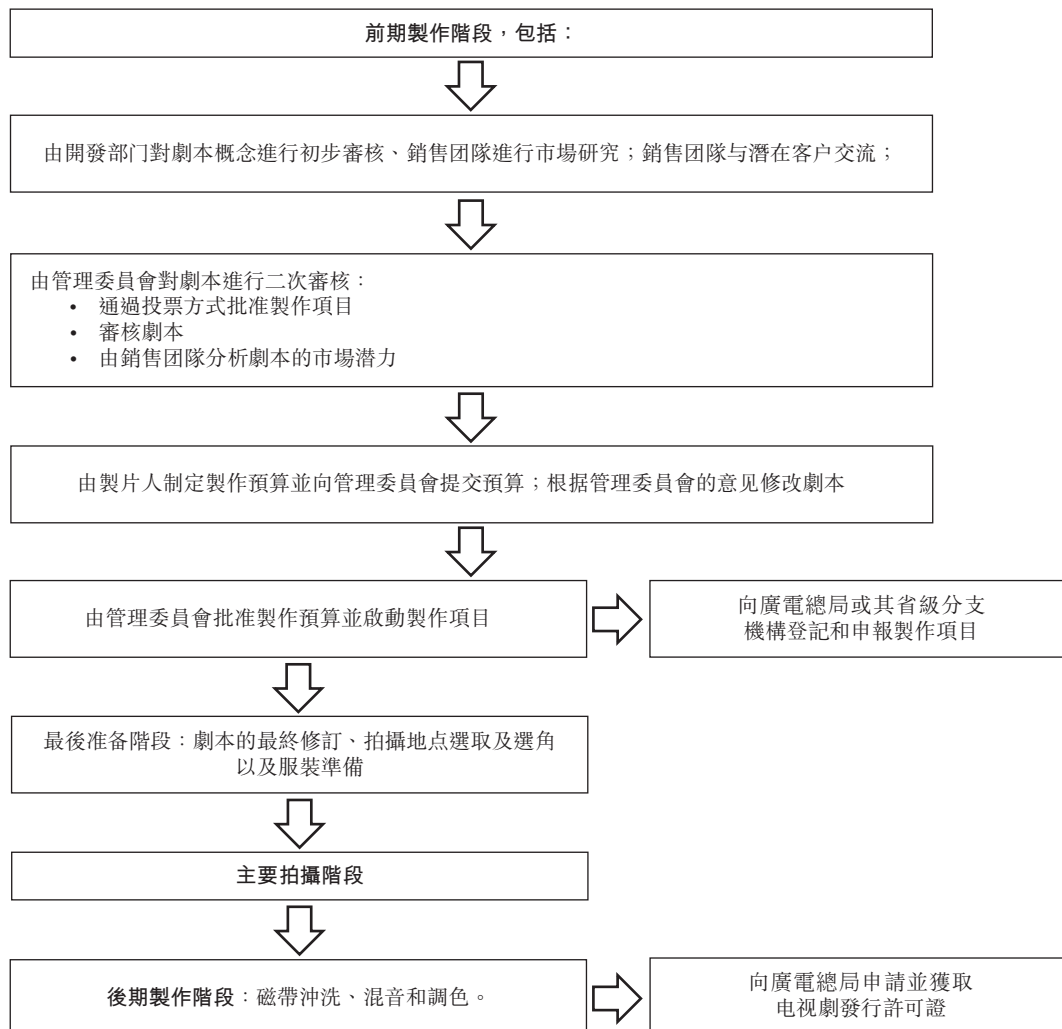 前期製作階段，包括：
由開發部门對劇本概念進行初步審核、銷售团隊進行市場研究；銷售团隊与潛在客户交流；
由管理委員會對劇本進行二次審核：
• 通過投票方式批准製作項目
• 審核劇本
• 由銷售团隊分析劇本的市場潜力
由製片人制定製作預算並向管理委員會提交預算；根据管理委員會的意见修改劇本
由管理委員會批准製作預算並啟動製作項目
向廣電總局或其省級分支
機構登記和申報製作項目
最後准备階段：劇本的最終修訂、拍攝地点選取及選角
以及服裝準備
主要拍攝階段
後期製作階段：磁帶沖洗、混音和調色。
向廣電總局申請並獲取
电视劇發行許可證